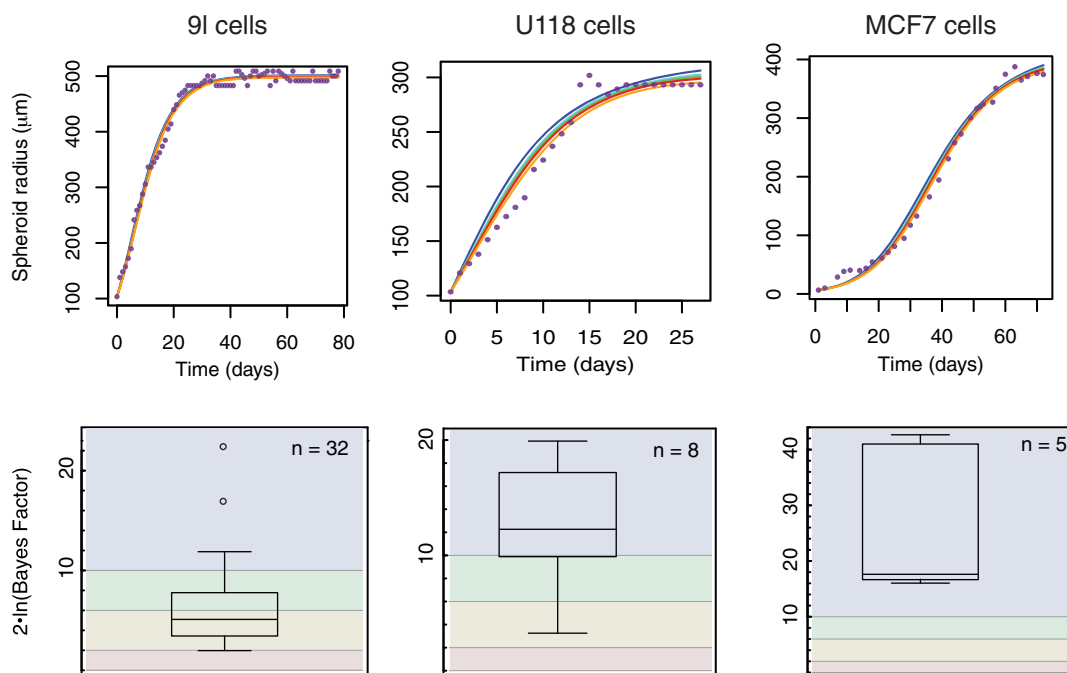 9l cells
U118 cells
MCF7 cells
Spheroid radius (μm)
100 200 300 400 500
0 20 40 60 80
Time (days)
100 150 200 250 300
0 5 10 15 20 25
Time (days)
0 100 200 300 400
0 20 40 60
Time (days)
2•ln(Bayes Factor)
10 20
n = 32
10 20
n = 8
10 20 30 40
n = 5